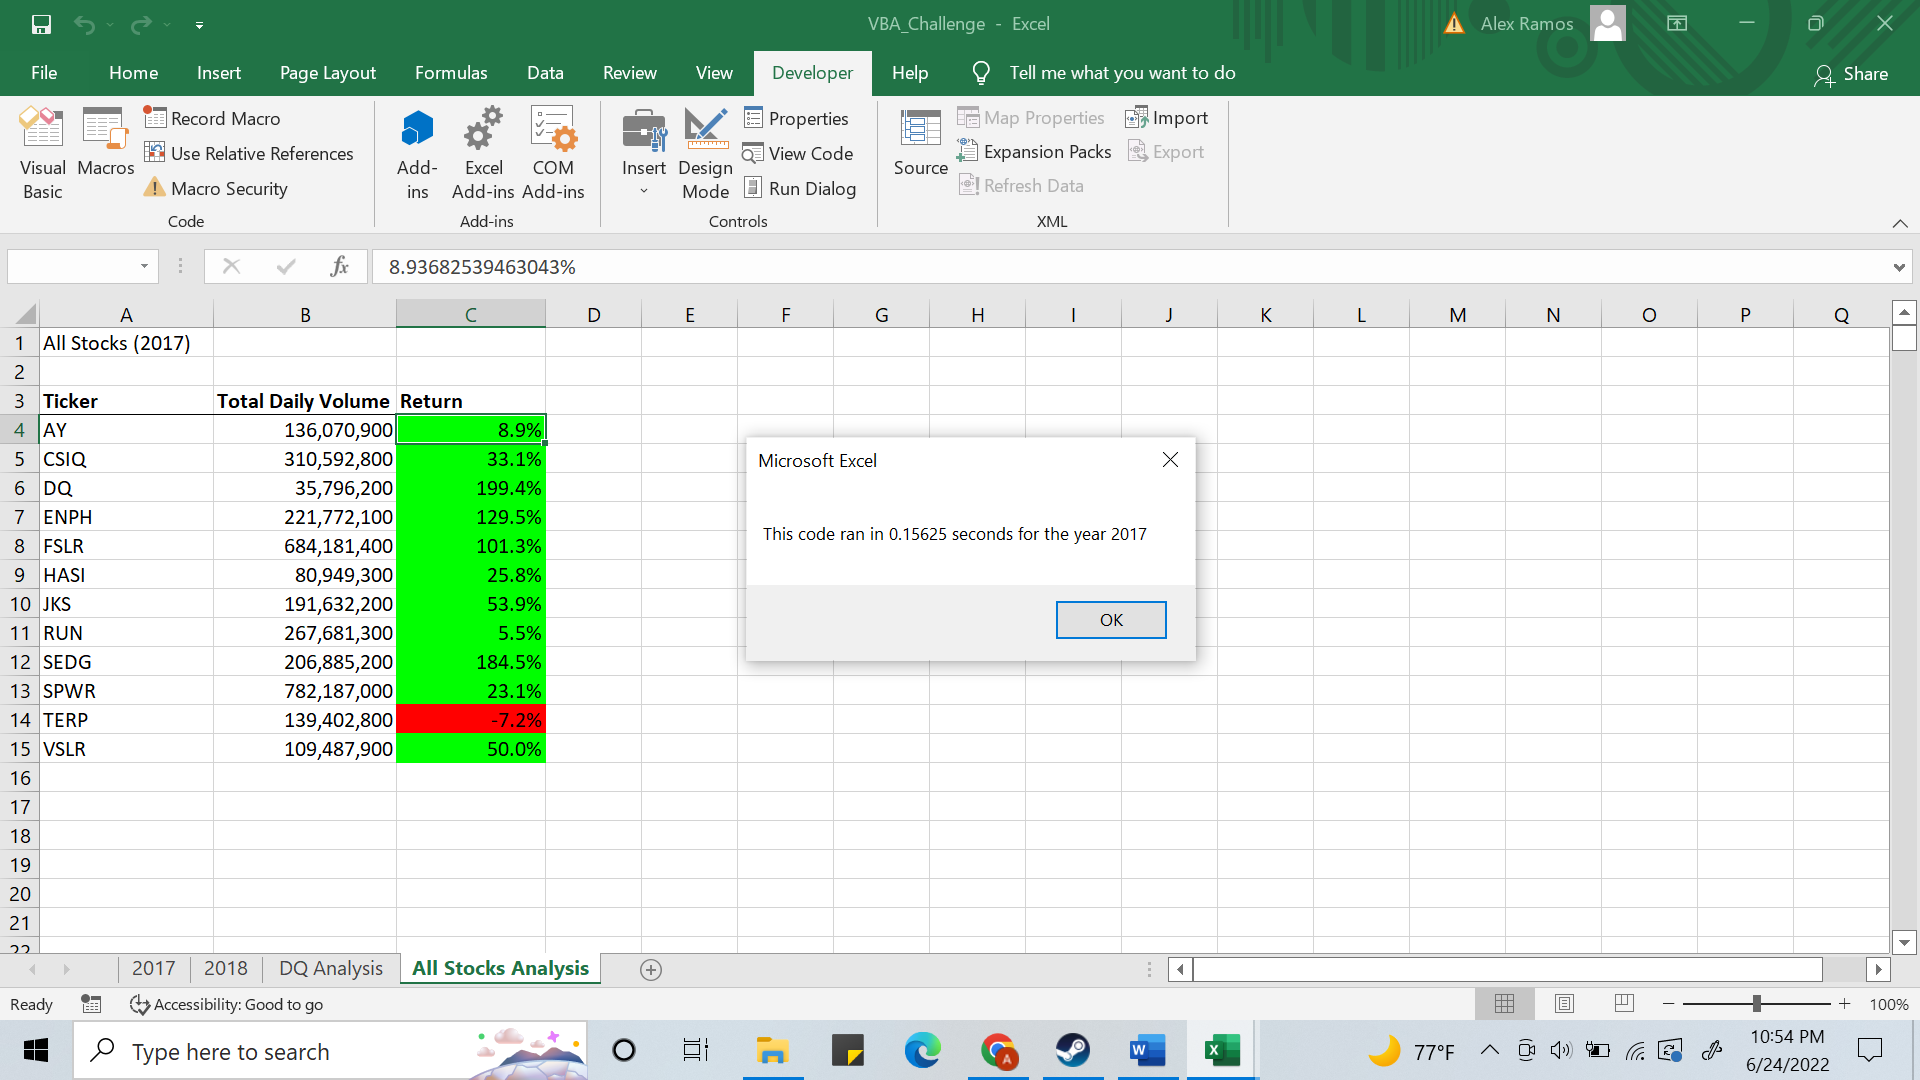 VBA_Challenge - Excel
Alex Ramos
File Home Insert Page Layout Formulas Data Review View Developer Help Tell me what you want to do Share
Visual Basic
Macros
Record Macro
Use Relative References
Macro Security
Code
Add-ins
Excel Add-ins
COM Add-ins
Add-ins
Insert
Design Mode
Properties
View Code
Run Dialog
Controls
Source
Map Properties
Expansion Packs
Refresh Data
Import
Export
XML
fx 8.93682539463043%
A B C D E F G H I J K L M N O P Q
1 All Stocks (2017)
2
3 Ticker Total Daily Volume Return
4 AY 136,070,900 8.9%
5 CSIQ 310,592,800 33.1%
6 DQ 35,796,200 199.4%
7 ENPH 221,772,100 129.5%
8 FSLR 684,181,400 101.3%
9 HASI 80,949,300 25.8%
10 JKS 191,632,200 53.9%
11 RUN 267,681,300 5.5%
12 SEDG 206,885,200 184.5%
13 SPWR 782,187,000 23.1%
14 TERP 139,402,800 -7.2%
15 VSLR 109,487,900 50.0%
16
17
18
19
20
21
22
Microsoft Excel
This code ran in 0.15625 seconds for the year 2017
OK
2017 2018 DQ Analysis All Stocks Analysis
Ready Accessibility: Good to go 100%
Type here to search
A
W
X
77°F
10:54 PM
6/24/2022